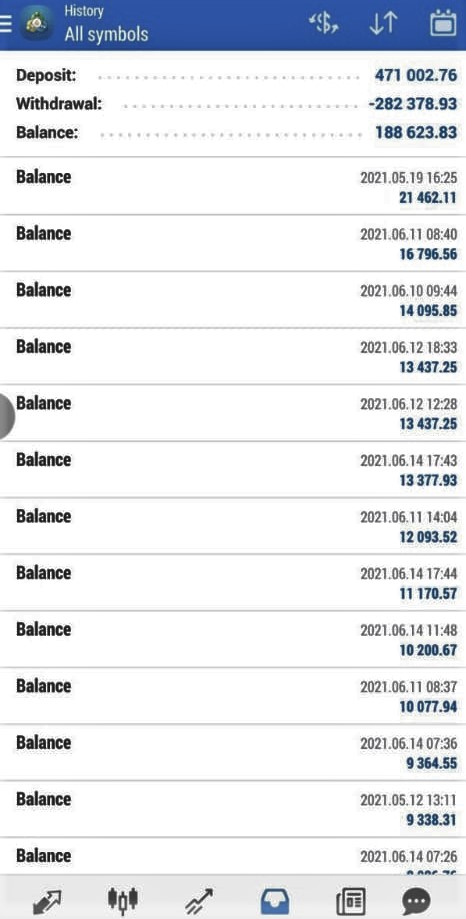 History
All symbols
Deposit: 471 002.76
Withdrawal: -282 378.93
Balance: 188 623.83
Balance 2021.05.19 16:25
21 462.11
Balance 2021.06.11 08:40
16 796.56
Balance 2021.06.10 09:44
14 095.85
Balance 2021.06.12 18:33
13 437.25
Balance 2021.06.12 12:28
13 437.25
Balance 2021.06.14 17:43
13 377.93
Balance 2021.06.11 14:04
12 093.52
Balance 2021.06.14 17:44
11 170.57
Balance 2021.06.14 11:48
10 200.67
Balance 2021.06.11 08:37
10 077.94
Balance 2021.06.14 07:36
9 364.55
Balance 2021.05.12 13:11
9 338.31
Balance 2021.06.14 07:26